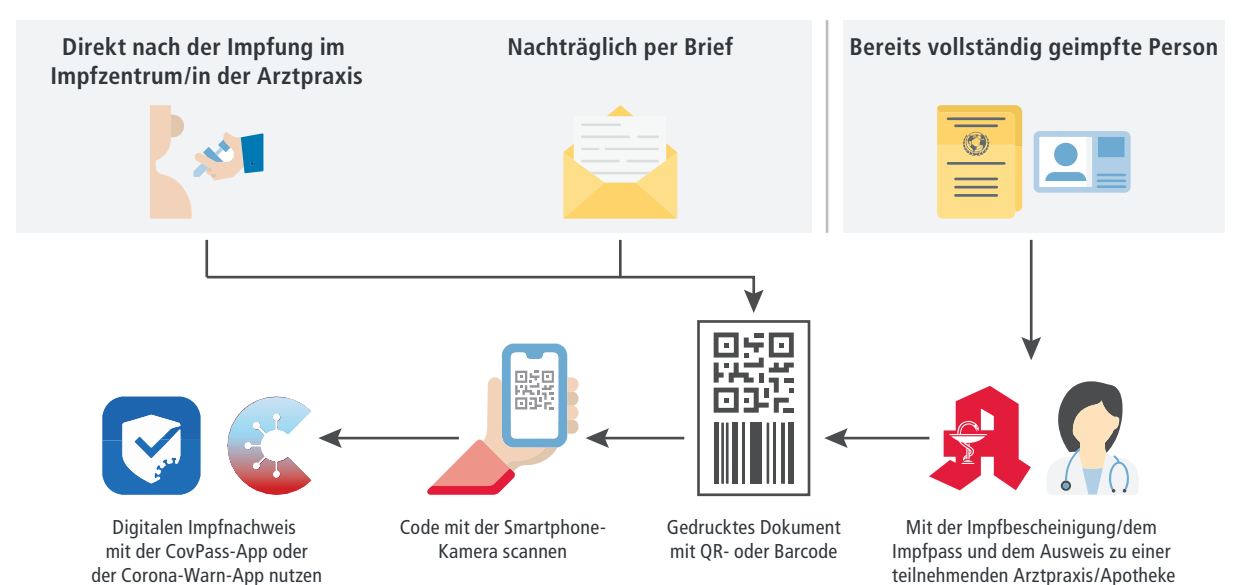 Direkt nach der Impfung im
Impfzentrum/in der Arztpraxis
Nachträglich per Brief
Bereits vollständig geimpfte Person
Digitalen Impfnachweis
mit der CovPass-App oder
der Corona-Warn-App nutzen
Code mit der Smartphone-
Kamera scannen
Gedrucktes Dokument
mit QR- oder Barcode
Mit der Impfbescheinigung/dem
Impfpass und dem Ausweis zu einer
teilnehmenden Arztpraxis/Apotheke